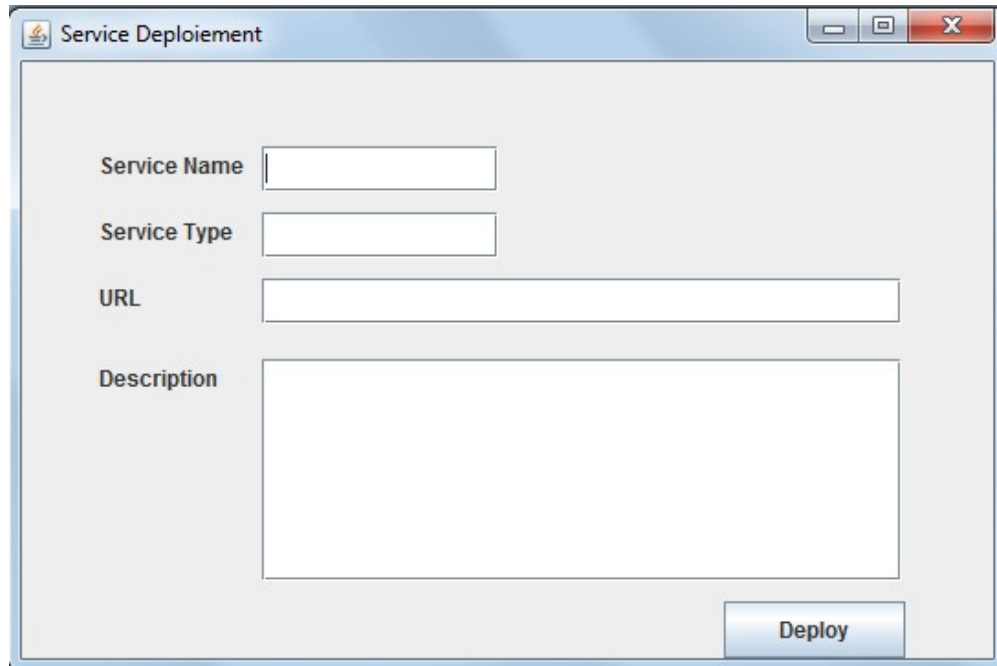 Service Deploiement
Service Name
Service Type
URL
Description
Deploy